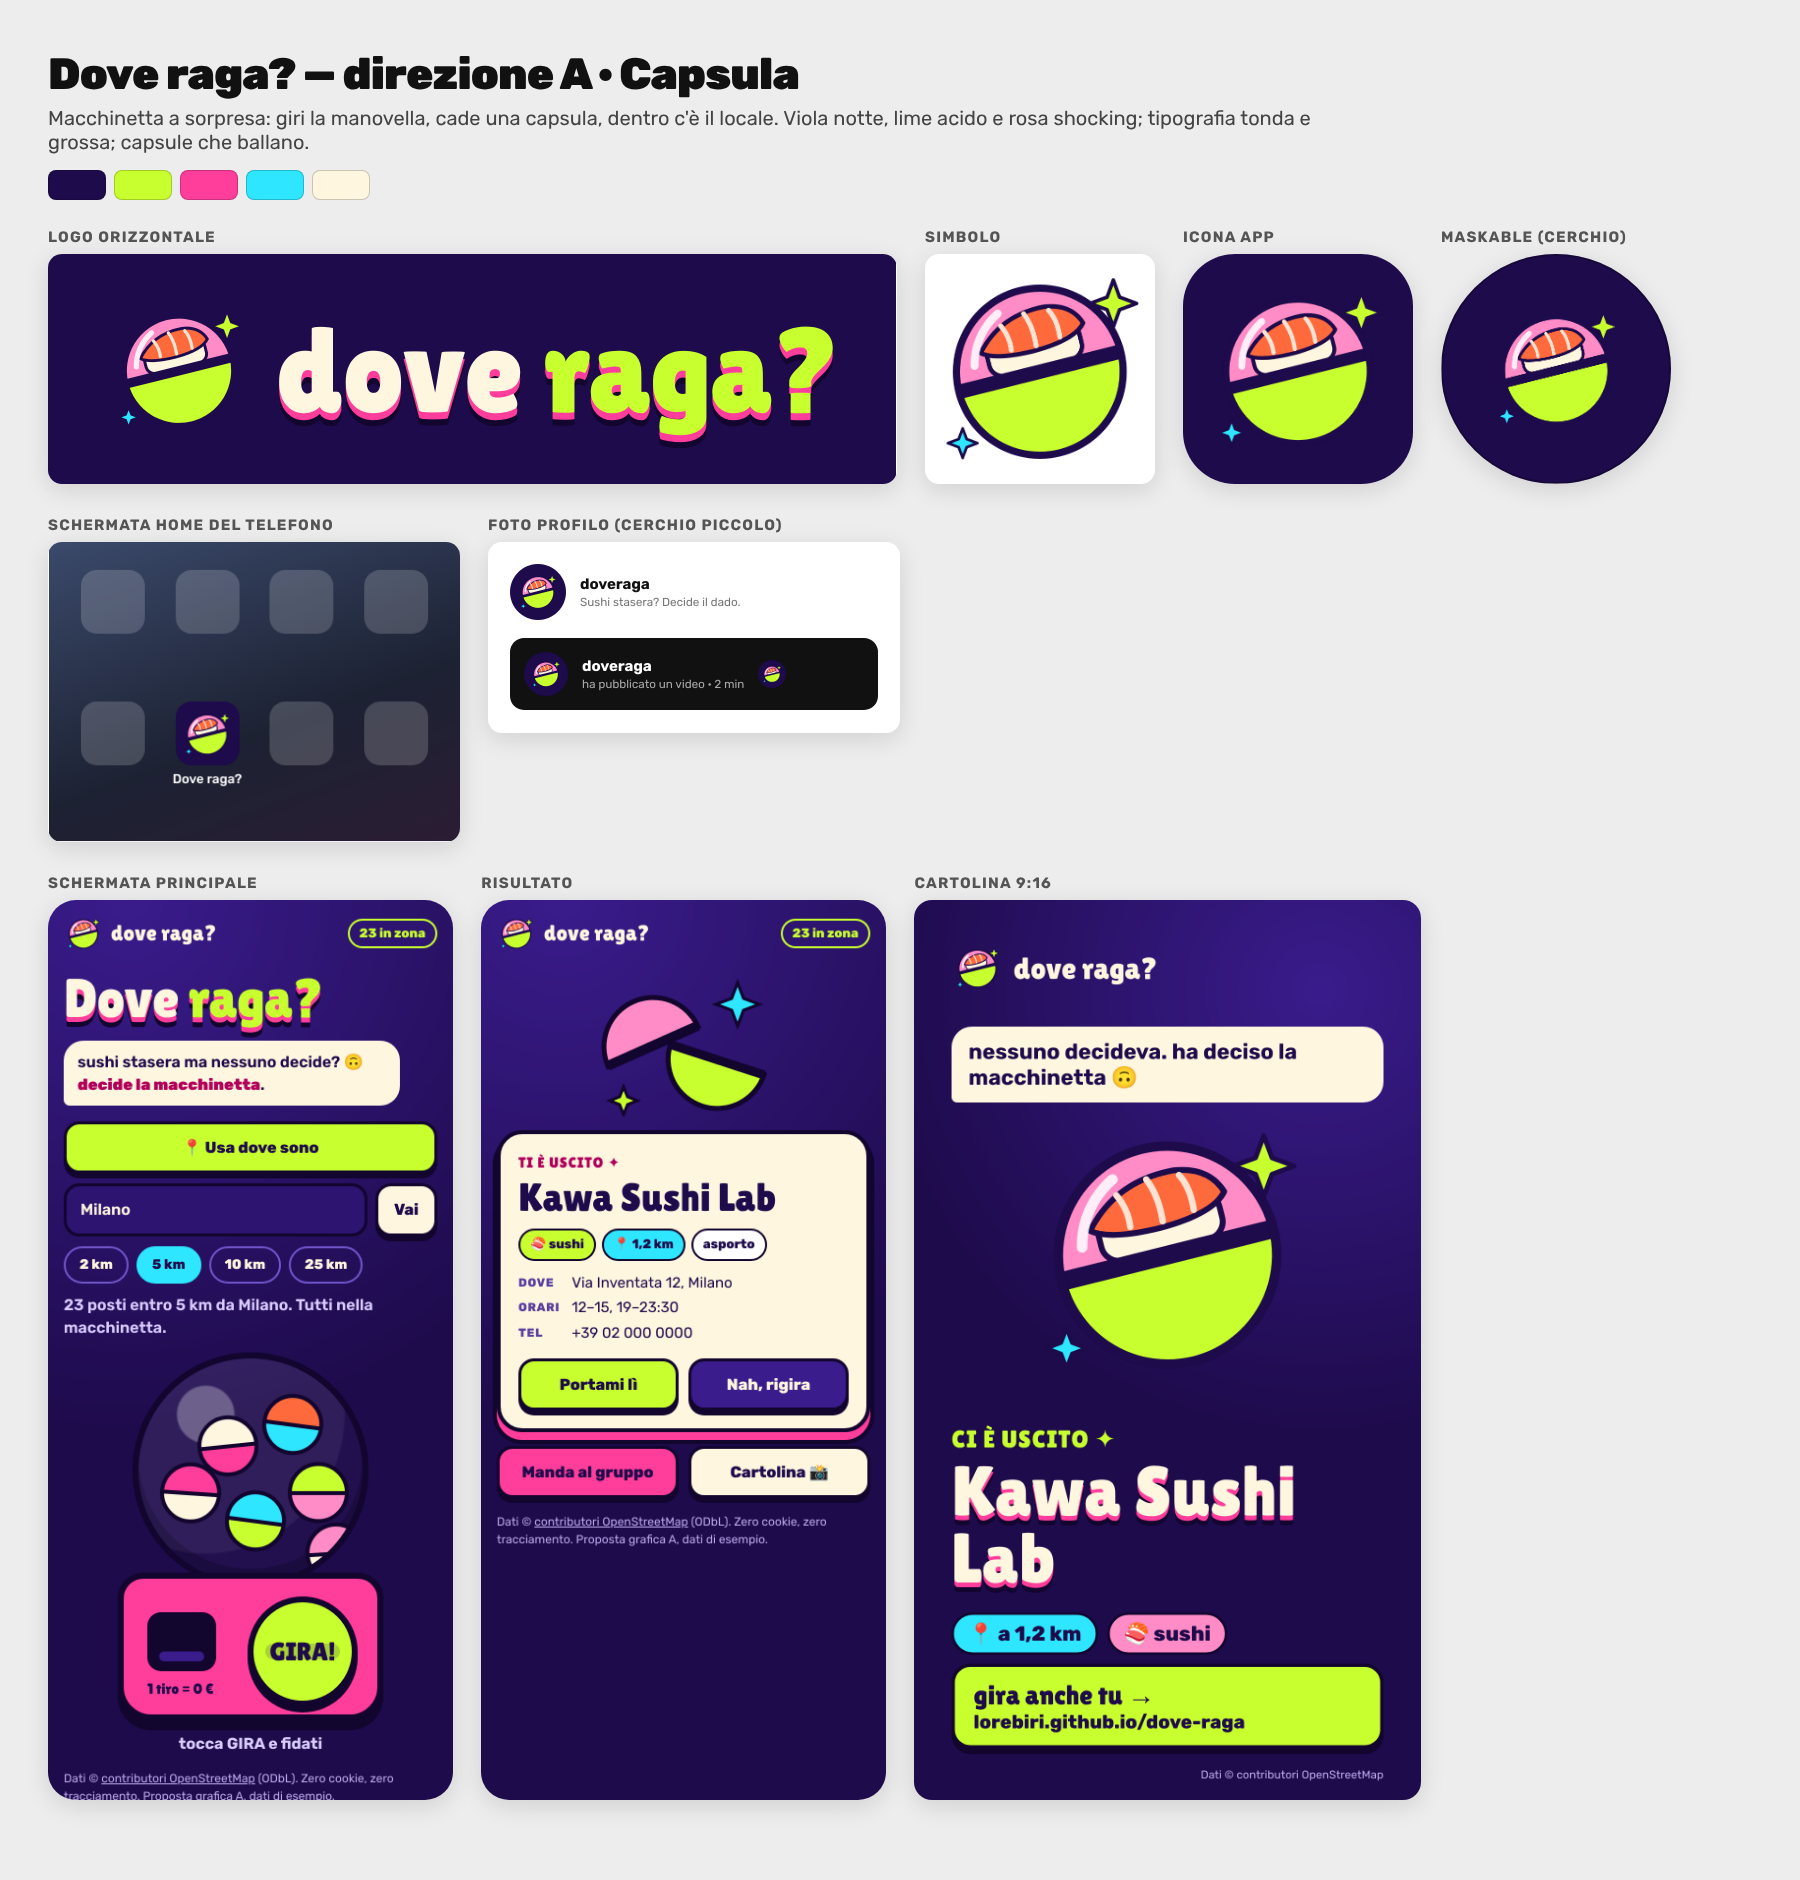 Dove raga? — direzione A • Capsula
Macchinetta a sorpresa: giri la manovella, cade una capsula, dentro c'è il locale. Viola notte, lime acido e rosa shocking; tipografia tonda e
grossa; capsule che ballano.
LOGO ORIZZONTALE
SIMBOLO
ICONA APP
MASKABLE (CERCHIO)
dove raga?
SCHERMATA HOME DEL TELEFONO
FOTO PROFILO (CERCHIO PICCOLO)
Dove raga?
doveraga
Sushi stasera? Decide il dado.
doveraga
ha pubblicato un video • 2 min
SCHERMATA PRINCIPALE
dove raga?
23 in zona
Dove raga?
sushi stasera ma nessuno decide? 🙃
decide la macchinetta.
📍 Usa dove sono
Milano
Vai
2 km
5 km
10 km
25 km
23 posti entro 5 km da Milano. Tutti nella
macchinetta.
GIRA!
1 tiro = 0 €
tocca GIRA e fidati
Dati © contributori OpenStreetMap (ODbL). Zero cookie, zero
tracciamento. Proposta grafica A, dati di esempio.
RISULTATO
dove raga?
23 in zona
TI È USCITO ✦
Kawa Sushi Lab
🍣 sushi
📍 1,2 km
asporto
DOVE Via Inventata 12, Milano
ORARI 12–15, 19–23:30
TEL +39 02 000 0000
Portami lì
Nah, rigira
Manda al gruppo
Cartolina 📸
Dati © contributori OpenStreetMap (ODbL). Zero cookie, zero
tracciamento. Proposta grafica A, dati di esempio.
CARTOLINA 9:16
dove raga?
nessuno decideva. ha deciso la
macchinetta 🙃
CI È USCITO ✦
Kawa Sushi
Lab
📍 a 1,2 km
🍣 sushi
gira anche tu →
lorebiri.github.io/dove-raga
Dati © contributori OpenStreetMap